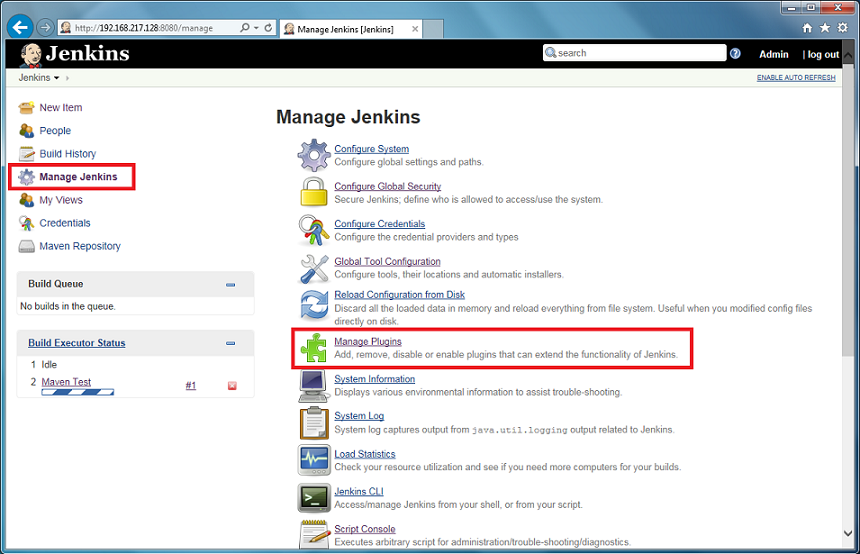 http://192.168.217.128:8080/manage
Manage Jenkins [Jenkins]
Jenkins
search
Admin
| log out
Jenkins
ENABLE AUTO REFRESH
New Item
People
Build History
Manage Jenkins
My Views
Credentials
Maven Repository
Build Queue
No builds in the queue.
Build Executor Status
1 Idle
2 Maven Test #1
Manage Jenkins
Configure System
Configure global settings and paths.
Configure Global Security
Secure Jenkins; define who is allowed to access/use the system.
Configure Credentials
Configure the credential providers and types
Global Tool Configuration
Configure tools, their locations and automatic installers.
Reload Configuration from Disk
Discard all the loaded data in memory and reload everything from file system. Useful when you modified config files
directly on disk.
Manage Plugins
Add, remove, disable or enable plugins that can extend the functionality of Jenkins.
System Information
Displays various environmental information to assist trouble-shooting.
System Log
System log captures output from java.util.logging output related to Jenkins.
Load Statistics
Check your resource utilization and see if you need more computers for your builds.
Jenkins CLI
Access/manage Jenkins from your shell, or from your script.
Script Console
Executes arbitrary script for administration/trouble-shooting/diagnostics.